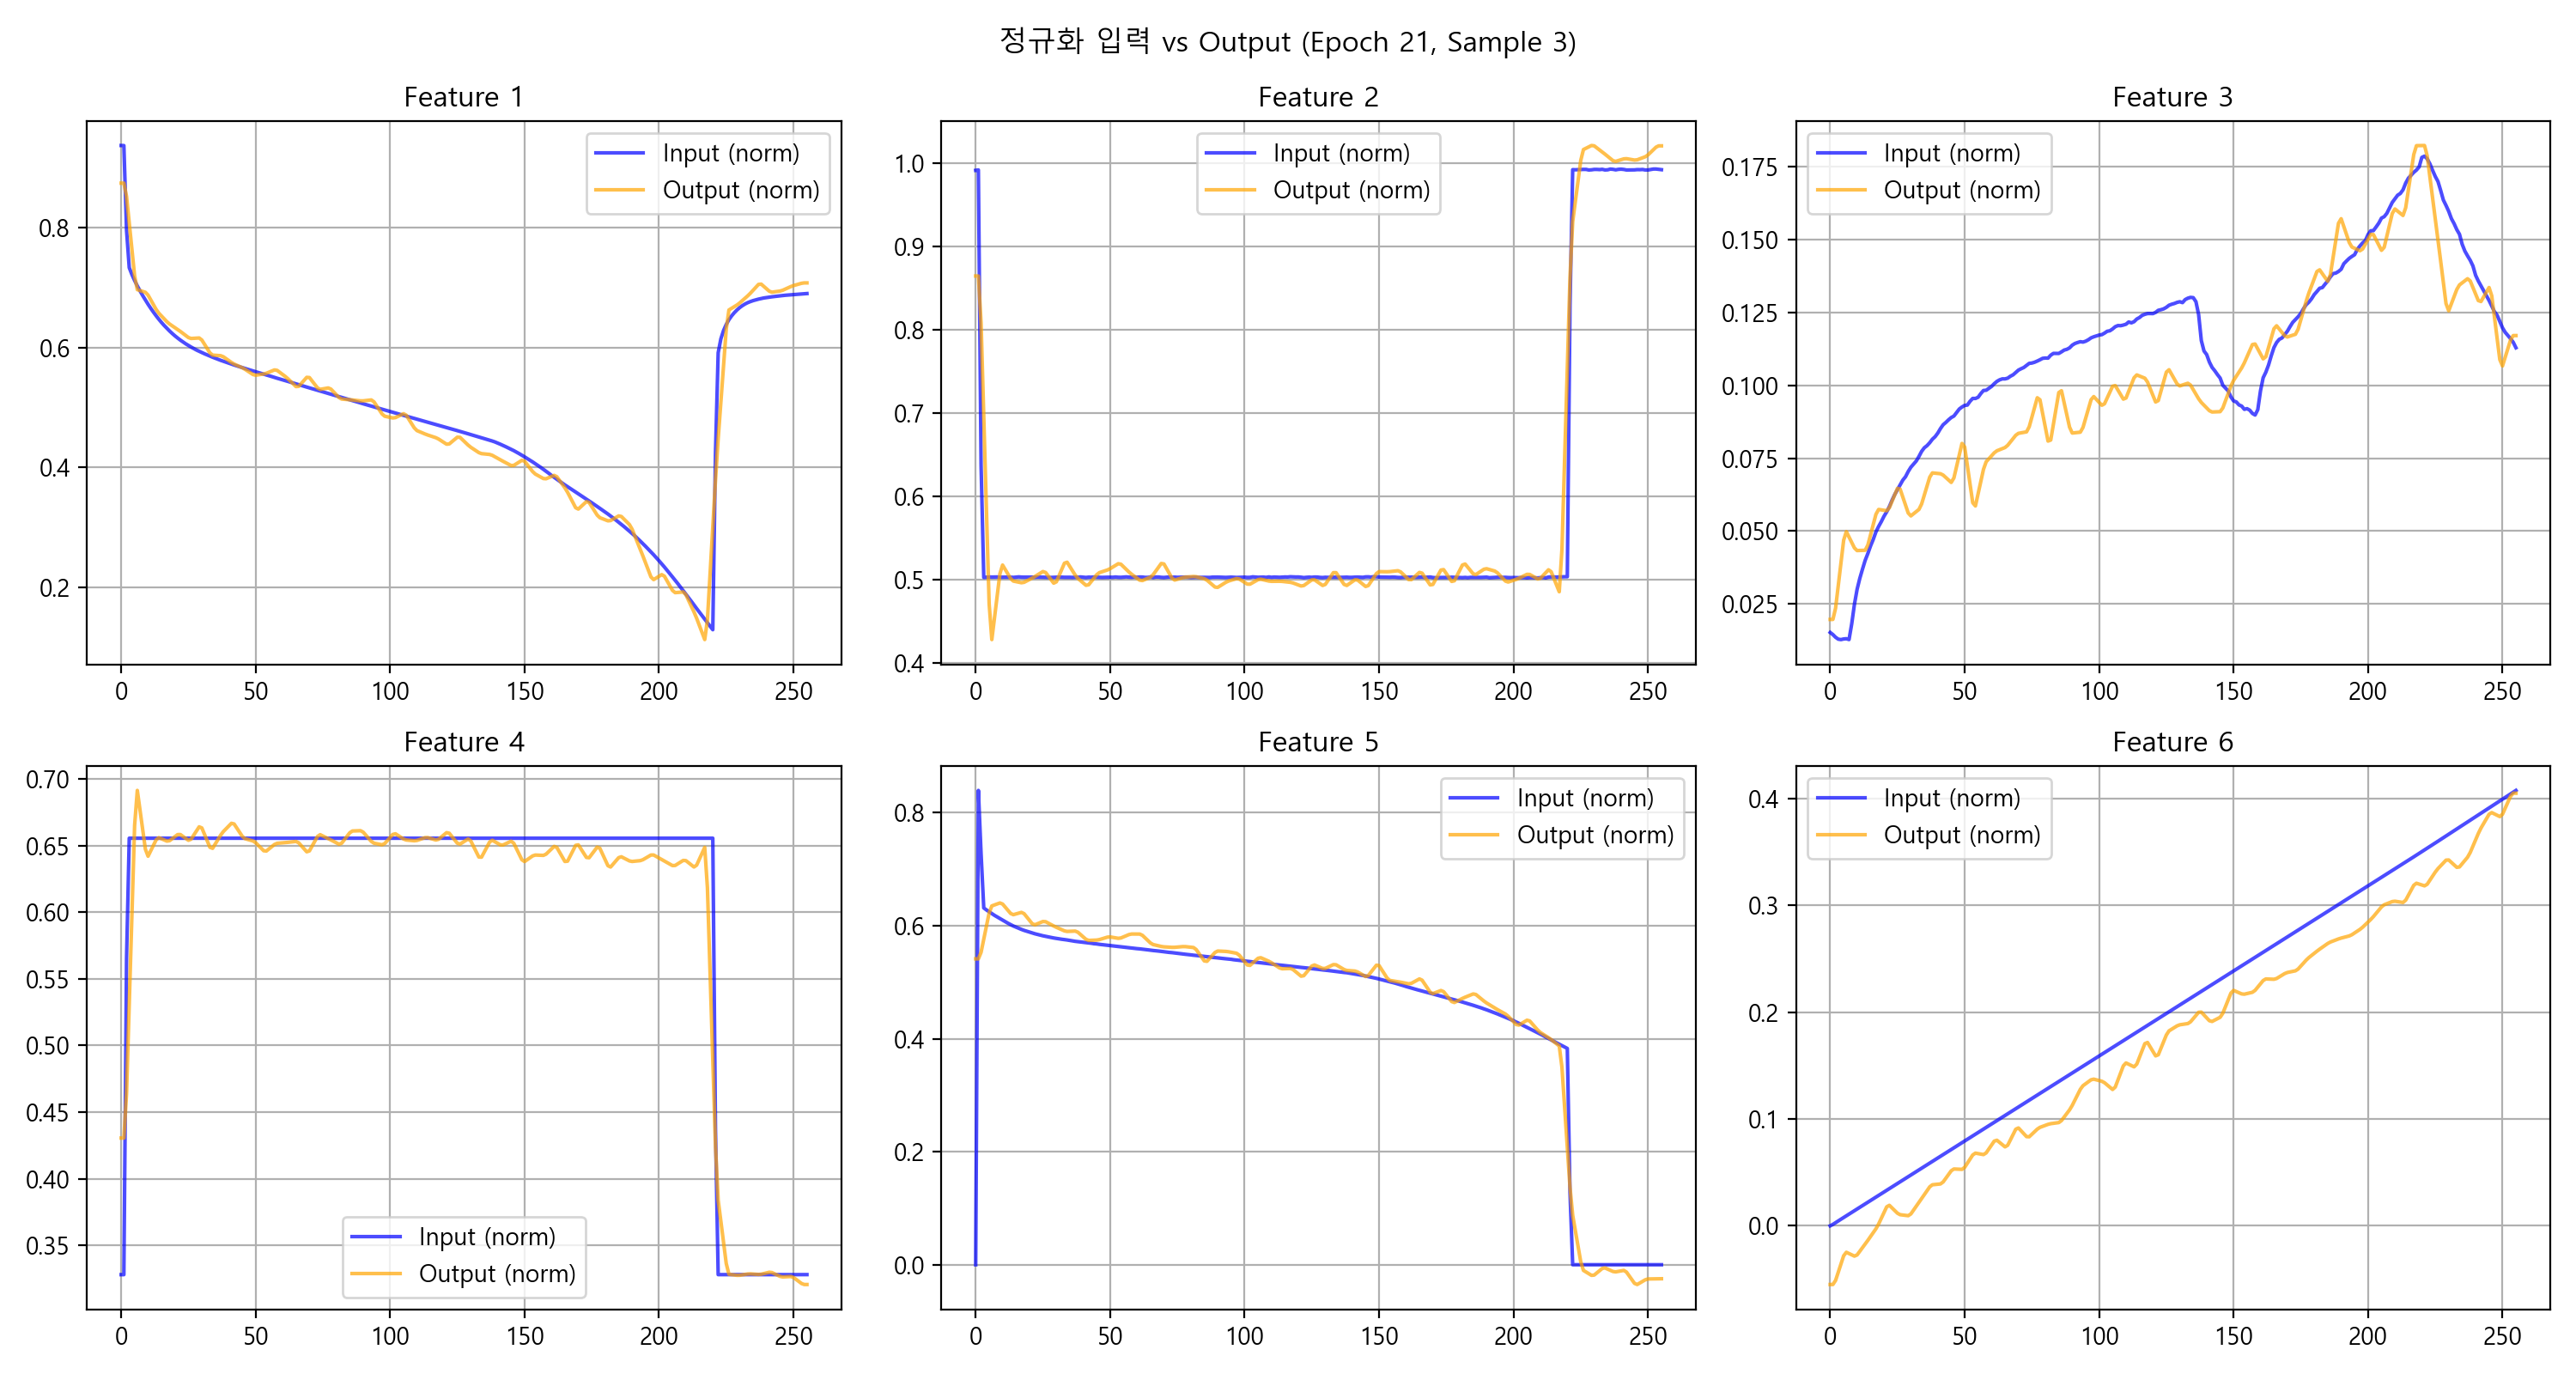 정규화 입력 vs Output (Epoch 21, Sample 3)
Feature 1
Input (norm)
Output (norm)
0.8
0.6
0.4
0.2
0 50 100 150 200 250
Feature 2
Input (norm)
Output (norm)
1.0
0.9
0.8
0.7
0.6
0.5
0.4
0 50 100 150 200 250
Feature 3
Input (norm)
Output (norm)
0.175
0.150
0.125
0.100
0.075
0.050
0.025
0 50 100 150 200 250
Feature 4
0.70
0.65
0.60
0.55
0.50
0.45
0.40
0.35
Input (norm)
Output (norm)
0 50 100 150 200 250
Feature 5
Input (norm)
Output (norm)
0.8
0.6
0.4
0.2
0.0
0 50 100 150 200 250
Feature 6
Input (norm)
Output (norm)
0.4
0.3
0.2
0.1
0.0
0 50 100 150 200 250